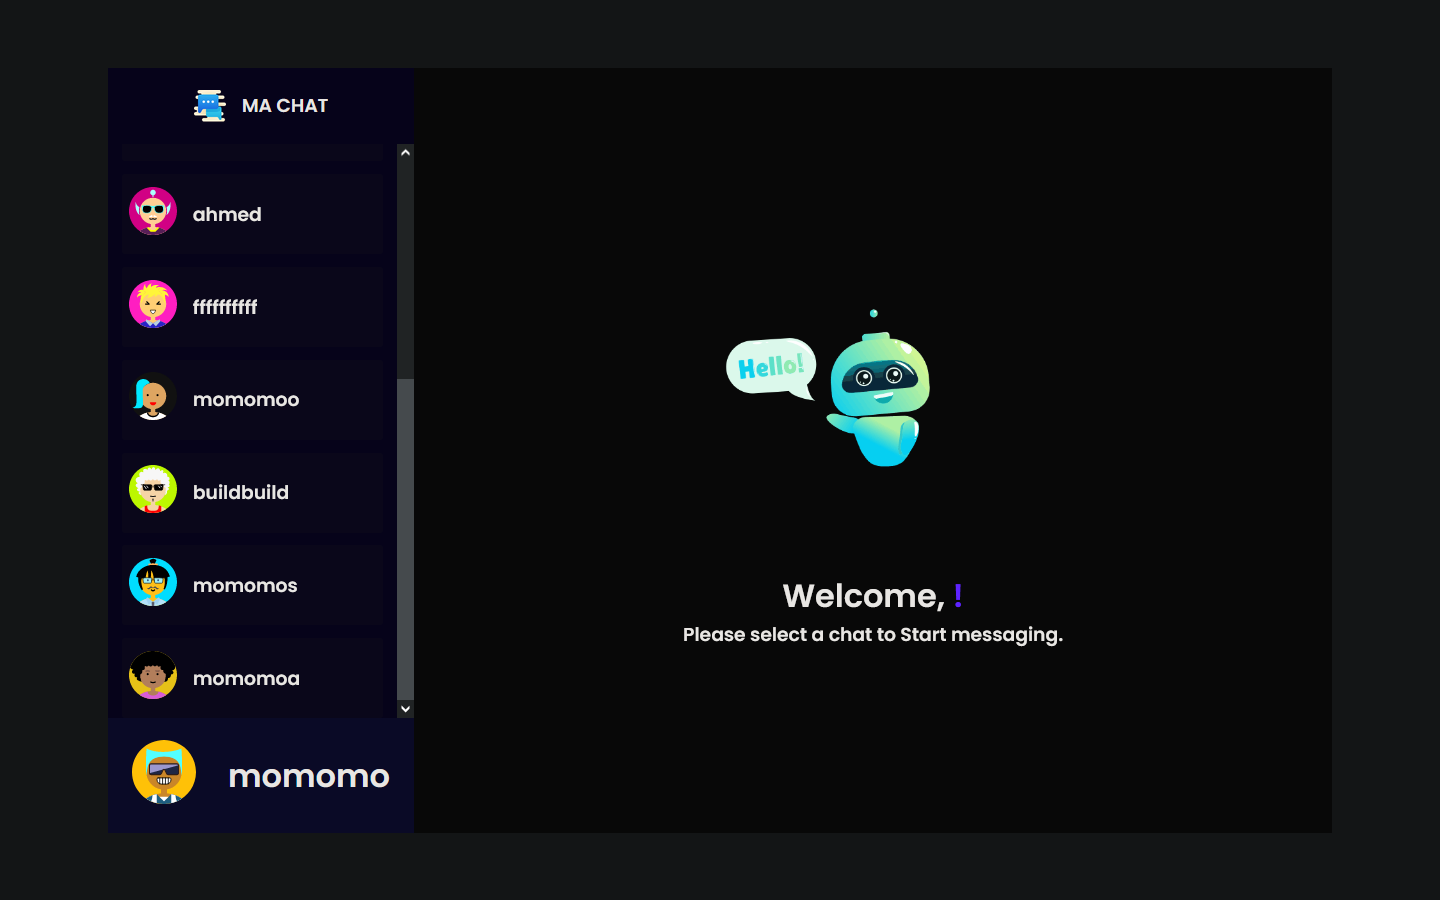 MA CHAT
ahmed
ffffffffff
momomoo
buildbuild
momomos
momomoa
momomo
Hello!
Welcome, !
Please select a chat to Start messaging.